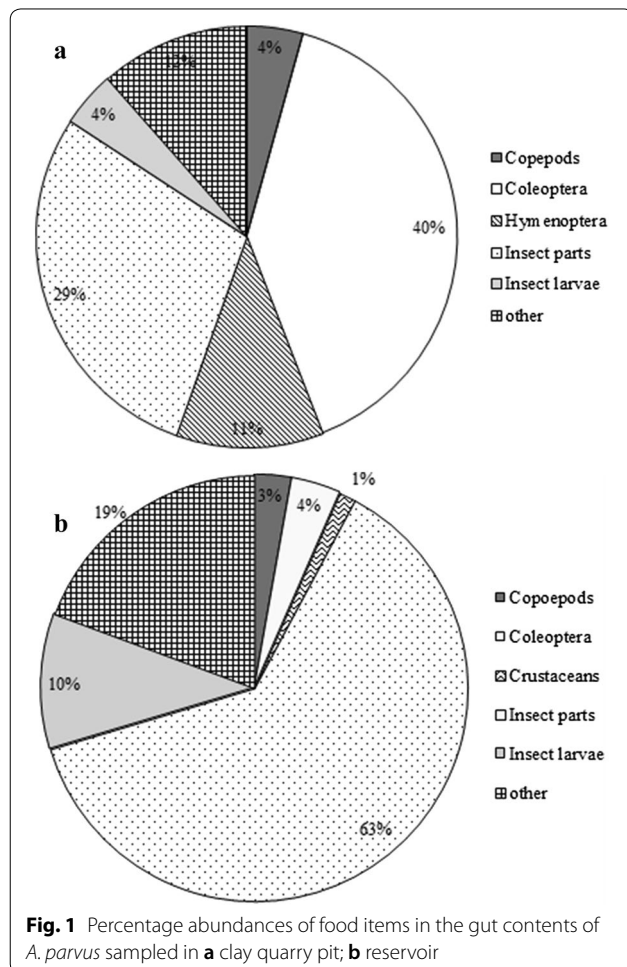 a
12%
4%
4%
40%
29%
11%
Copepods
Coleoptera
Hymenoptera
Insect parts
Insect larvae
other
b
19%
3%
4%
1%
10%
63%
Copoepods
Coleoptera
Crustaceans
Insect parts
Insect larvae
other
Fig. 1 Percentage abundances of food items in the gut contents of
A. parvus sampled in a clay quarry pit; b reservoir